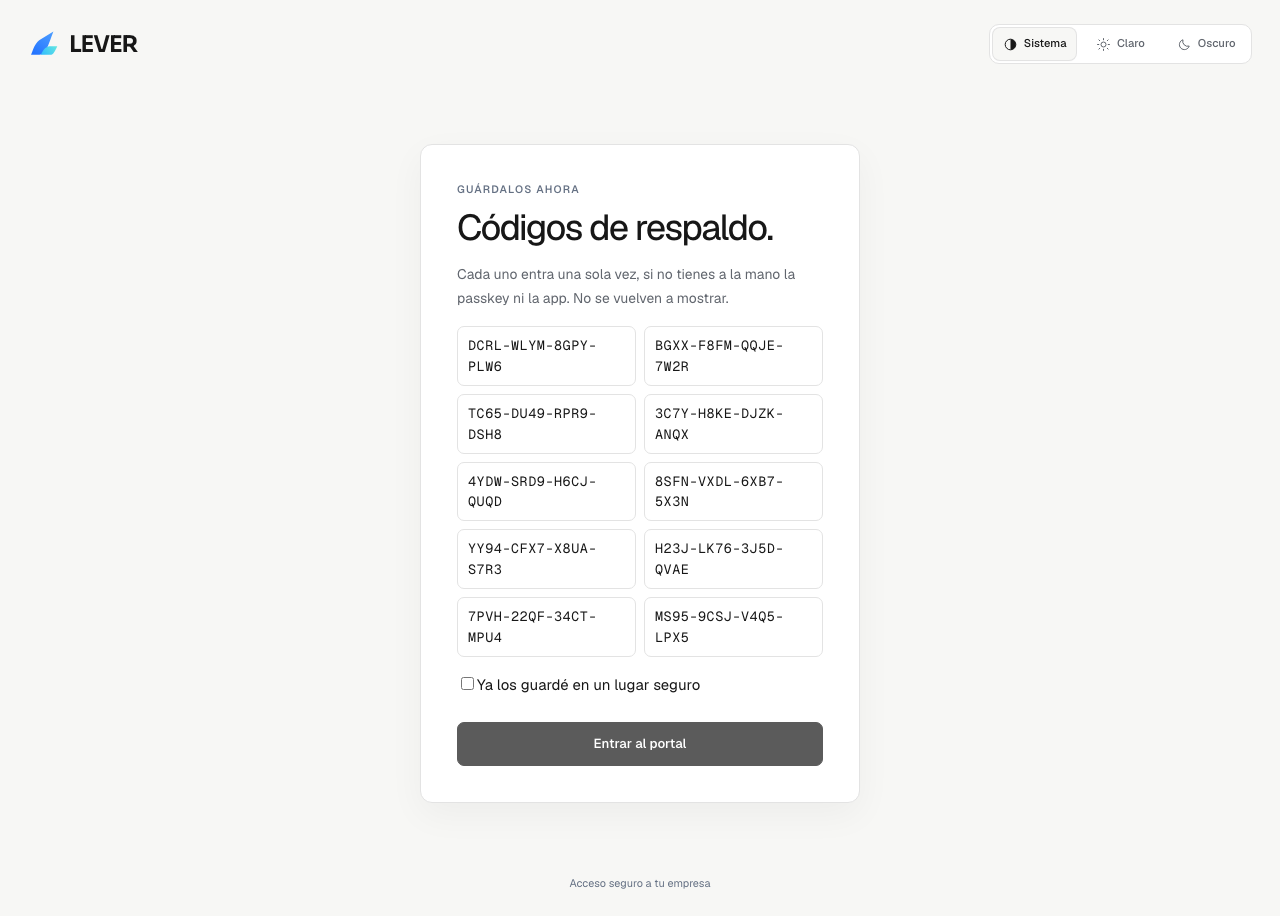 LEVER
Sistema
Claro
Oscuro
GUÁRDALOS AHORA
Códigos de respaldo.
Cada uno entra una sola vez, si no tienes a la mano la
passkey ni la app. No se vuelven a mostrar.
DCRL-WLYM-8GPY-
PLW6
BGXX-F8FM-QQJE-
7W2R
TC65-DU49-RPR9-
DSH8
3C7Y-H8KE-DJZK-
ANQX
4YDW-SRD9-H6CJ-
QUQD
8SFN-VXDL-6XB7-
5X3N
YY94-CFX7-X8UA-
S7R3
H23J-LK76-3J5D-
QVAE
7PVH-22QF-34CT-
MPU4
MS95-9CSJ-V4Q5-
LPX5
Ya los guardé en un lugar seguro
Entrar al portal
Acceso seguro a tu empresa